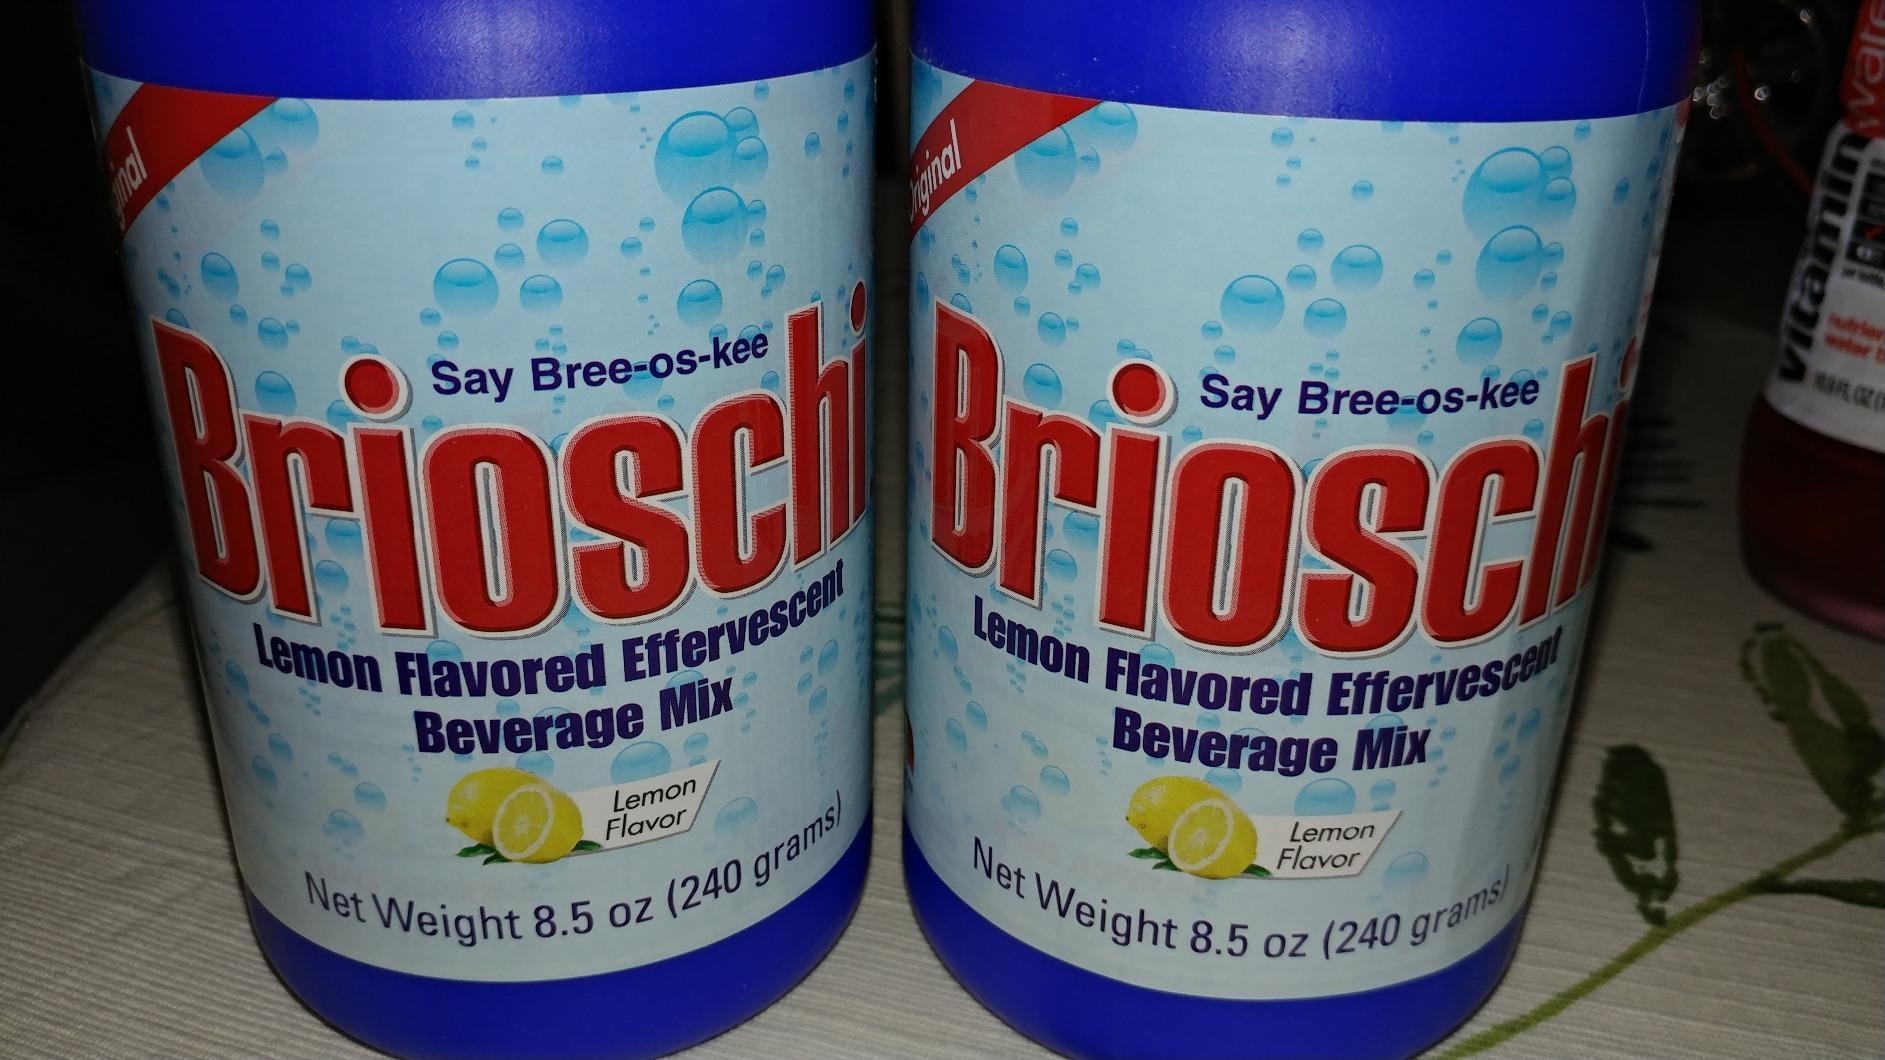 Original
Say Bree-os-kee
Brioschi
Lemon Flavored Effervescent
Beverage Mix
Lemon
Flavor
Net Weight 8.5 oz (240 grams)
Original
Say Bree-os-kee
Brioschi
Lemon Flavored Effervescent
Beverage Mix
Lemon
Flavor
Net Weight 8.5 oz (240 grams)
vitamin
water